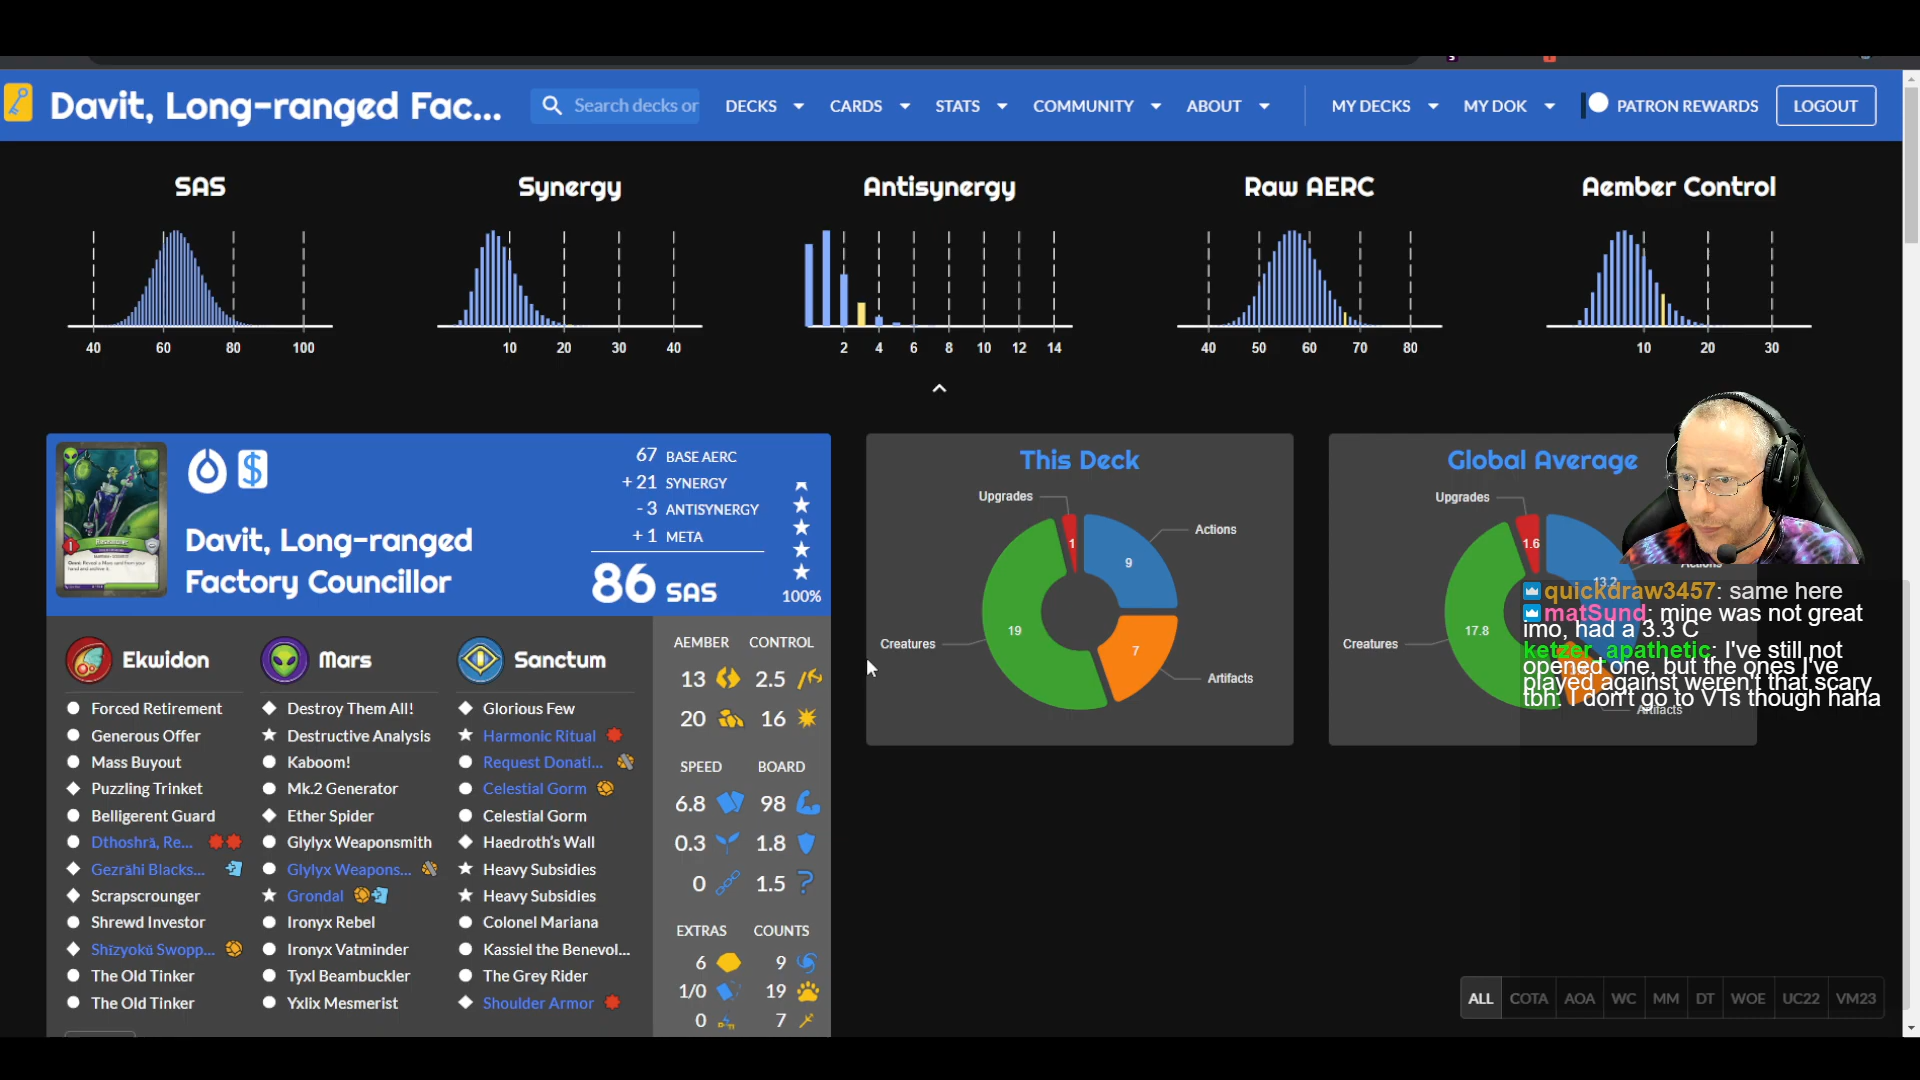 Davit, Long-ranged Fac...
Search decks or
DECKS
CARDS
STATS
COMMUNITY
ABOUT
MY DECKS
MY DOK
PATRON REWARDS
LOGOUT
SAS
Synergy
Antisynergy
Raw AERC
Aember Control
40 60 80 100
10 20 30 40
2 4 6 8 10 12 14
40 50 60 70 80
10 20 30
67 BASE AERC
+ 21 SYNERGY
- 3 ANTISYNERGY
+ 1 META
86 SAS
100%
Davit, Long-ranged
Factory Councillor
Ekwidon
Forced Retirement
Generous Offer
Mass Buyout
Puzzling Trinket
Belligerent Guard
Dthoshrā, Re...
Gezrāhi Blacks...
Scrapscrounger
Shrewd Investor
Shīzyokū Swopp...
The Old Tinker
The Old Tinker
Mars
Destroy Them All!
Destructive Analysis
Kaboom!
Mk.2 Generator
Ether Spider
Glylyx Weaponsmith
Glylyx Weapons...
Grondal
Ironyx Rebel
Ironyx Vatminder
Tyxl Beambuckler
Yxlix Mesmerist
Sanctum
Glorious Few
Harmonic Ritual
Request Donati...
Celestial Gorm
Celestial Gorm
Haedroth's Wall
Heavy Subsidies
Heavy Subsidies
Colonel Mariana
Kassiel the Benevol...
The Grey Rider
Shoulder Armor
AEMBER CONTROL
13 2.5
20 16
SPEED BOARD
6.8 98
0.3 1.8
0 1.5
EXTRAS COUNTS
6 9
1/0 19
0 7
This Deck
Upgrades
1
Actions
9
19
Creatures
7
Artifacts
Global Average
Upgrades
1.6
Actions
13.2
17.8
Creatures
Artifacts
quickdraw3457: same here
matSund: mine was not great
imo, had a 3.3 C
ketzer_apathetic: I've still not
opened one, but the ones I've
played against weren't that scary
tbh. I don't go to VTs though haha
ALL COTA AOA WC MM DT WOE UC22 VM23